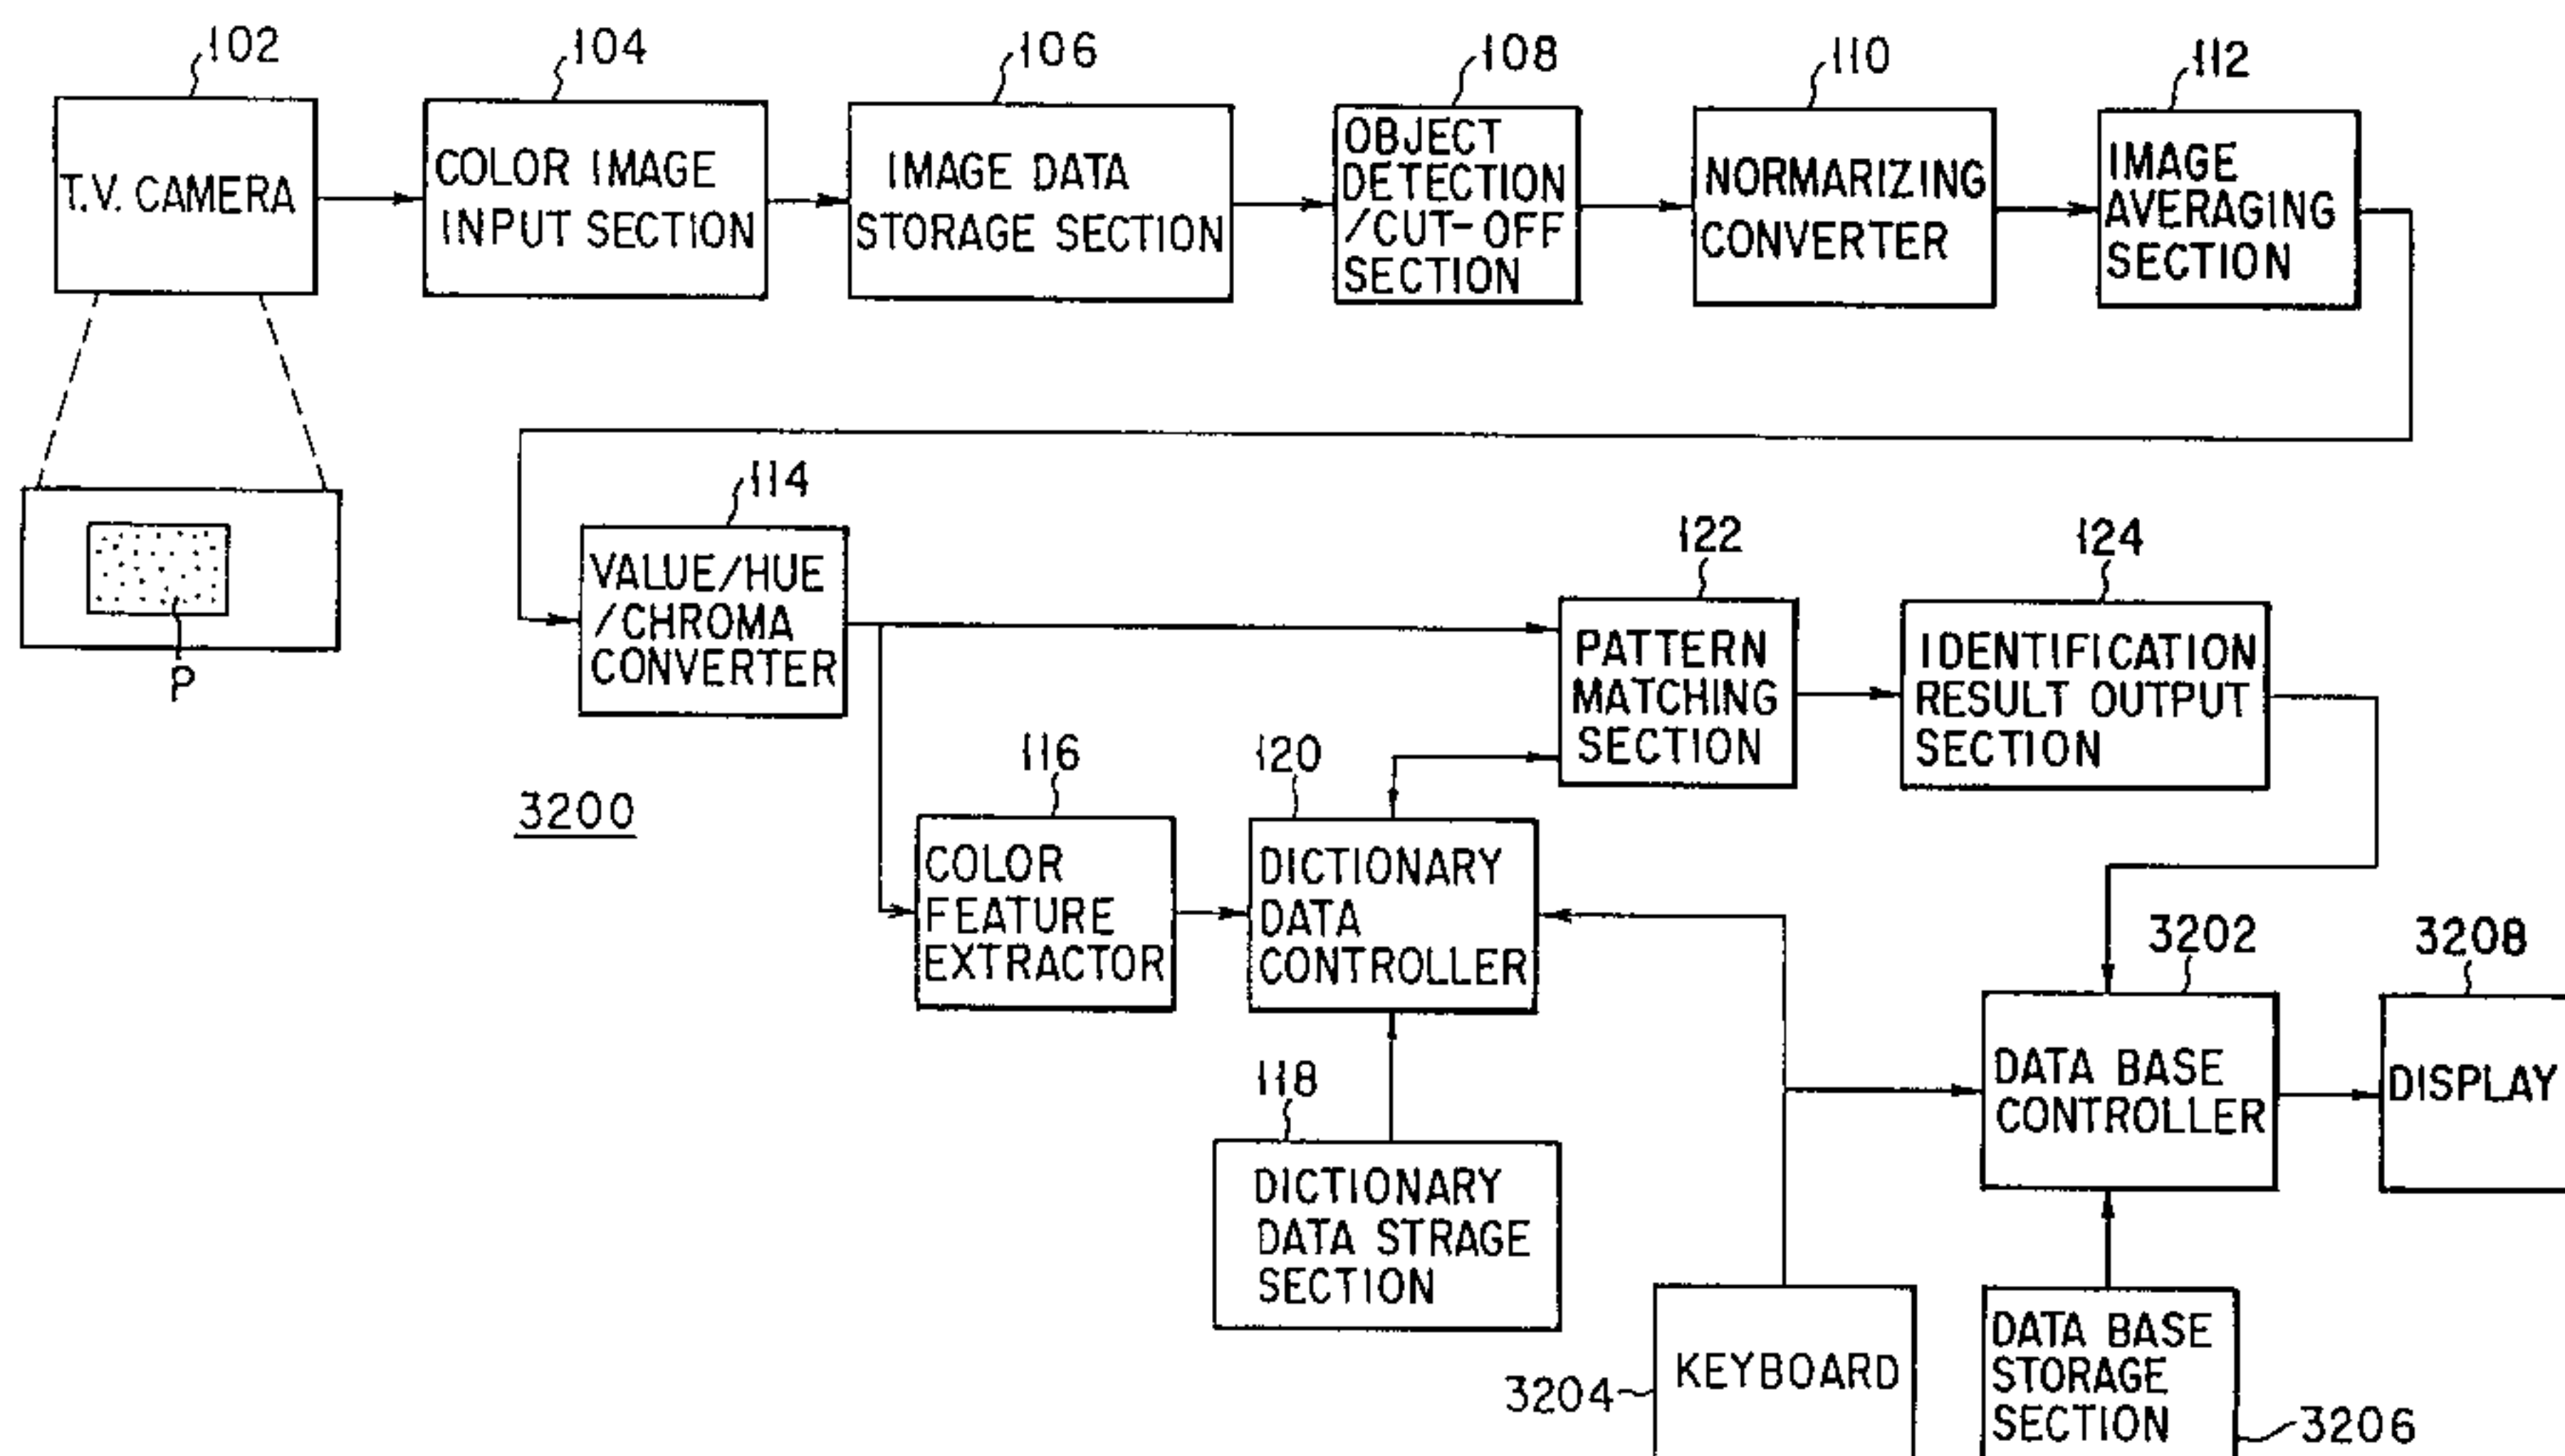 102
104
106
108
110
112
T.V. CAMERA
COLOR IMAGE
INPUT SECTION
IMAGE DATA
STORAGE SECTION
OBJECT
DETECTION
/CUT-OFF
SECTION
NORMARIZING
CONVERTER
IMAGE
AVERAGING
SECTION
P
114
VALUE/HUE
/CHROMA
CONVERTER
122
PATTERN
MATCHING
SECTION
124
IDENTIFICATION
RESULT OUTPUT
SECTION
3200
116
COLOR
FEATURE
EXTRACTOR
120
DICTIONARY
DATA
CONTROLLER
118
DICTIONARY
DATA STRAGE
SECTION
3202
DATA BASE
CONTROLLER
3208
DISPLAY
3204
KEYBOARD
DATA BASE
STORAGE
SECTION
3206